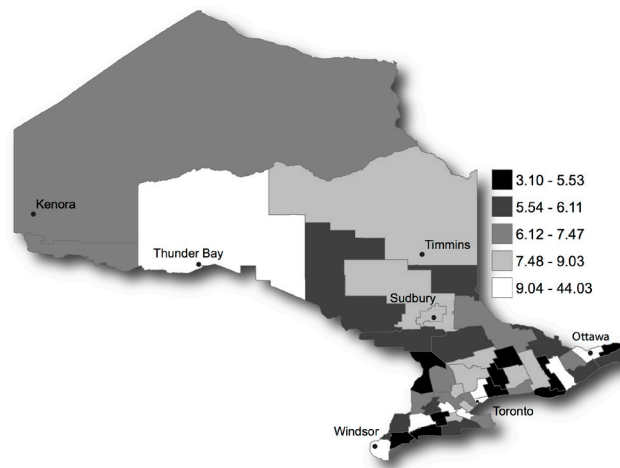 Kenora
3.10 - 5.53
5.54 - 6.11
6.12 - 7.47
7.48 - 9.03
9.04 - 44.03
Thunder Bay
Timmins
Sudbury
Ottawa
Toronto
Windsor